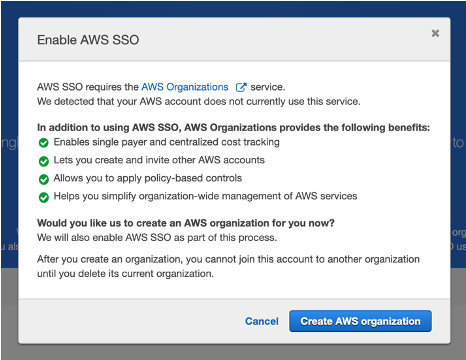 Enable AWS SSO
AWS SSO requires the AWS Organizations service.
We detected that your AWS account does not currently use this service.
In addition to using AWS SSO, AWS Organizations provides the following benefits:
Enables single payer and centralized cost tracking
Lets you create and invite other AWS accounts
Allows you to apply policy-based controls
Helps you simplify organization-wide management of AWS services
Would you like us to create an AWS organization for you now?
We will also enable AWS SSO as part of this process.
After you create an organization, you cannot join this account to another organization
until you delete its current organization.
Cancel Create AWS organization